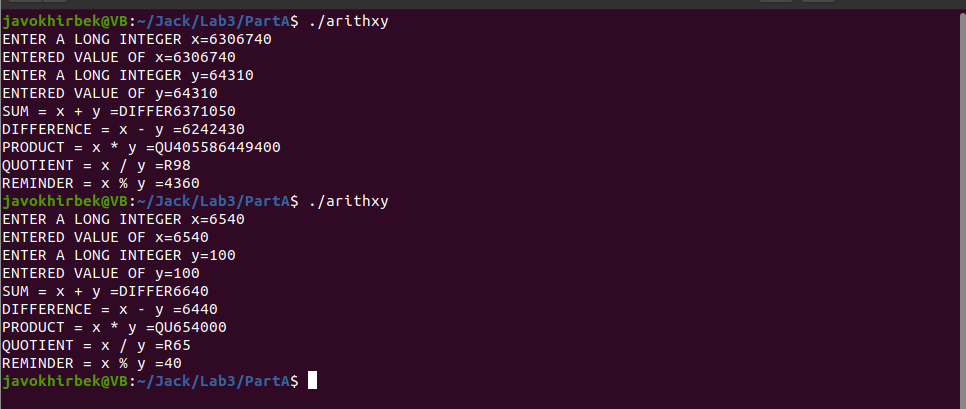 javokhirbek@VB:~/Jack/Lab3/PartA$ ./arithxy
ENTER A LONG INTEGER x=6306740
ENTERED VALUE OF x=6306740
ENTER A LONG INTEGER y=64310
ENTERED VALUE OF y=64310
SUM = x + y =DIFFER6371050
DIFFERENCE = x - y =6242430
PRODUCT = x * y =QU405586449400
QUOTIENT = x / y =R98
REMINDER = x % y =4360
javokhirbek@VB:~/Jack/Lab3/PartA$ ./arithxy
ENTER A LONG INTEGER x=6540
ENTERED VALUE OF x=6540
ENTER A LONG INTEGER y=100
ENTERED VALUE OF y=100
SUM = x + y =DIFFER6640
DIFFERENCE = x - y =6440
PRODUCT = x * y =QU654000
QUOTIENT = x / y =R65
REMINDER = x % y =40
javokhirbek@VB:~/Jack/Lab3/PartA$